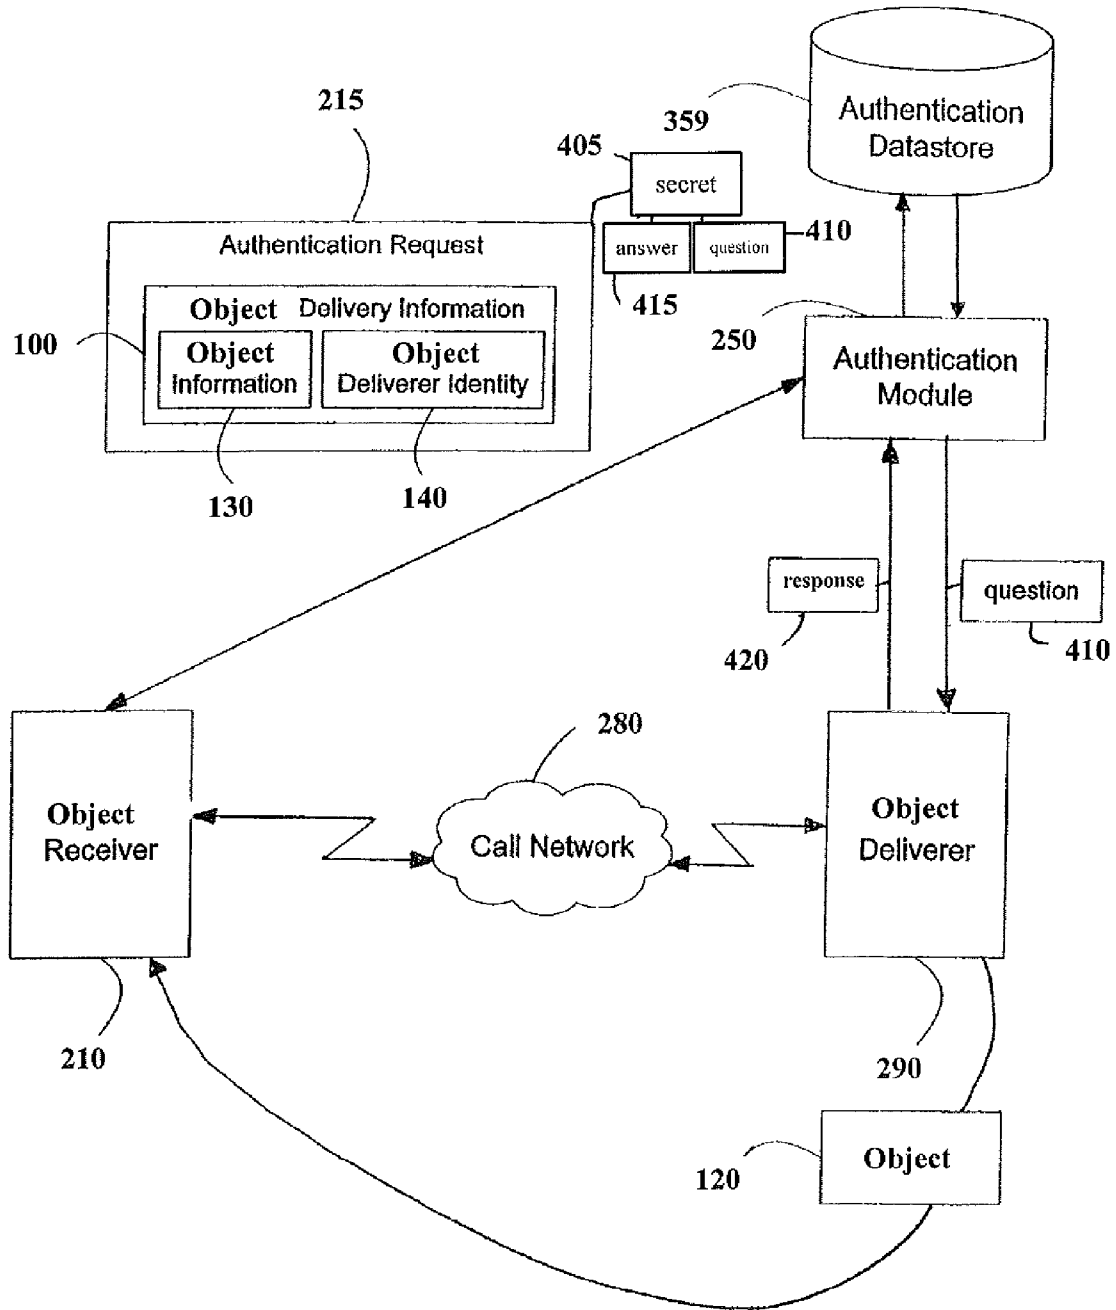 215
359
Authentication
Datastore
405
secret
answer
question
410
415
Authentication Request
Object Delivery Information
100
Object
Information
Object
Deliverer Identity
130
140
250
Authentication
Module
response
420
question
410
280
Object
Receiver
Call Network
Object
Deliverer
210
290
120
Object